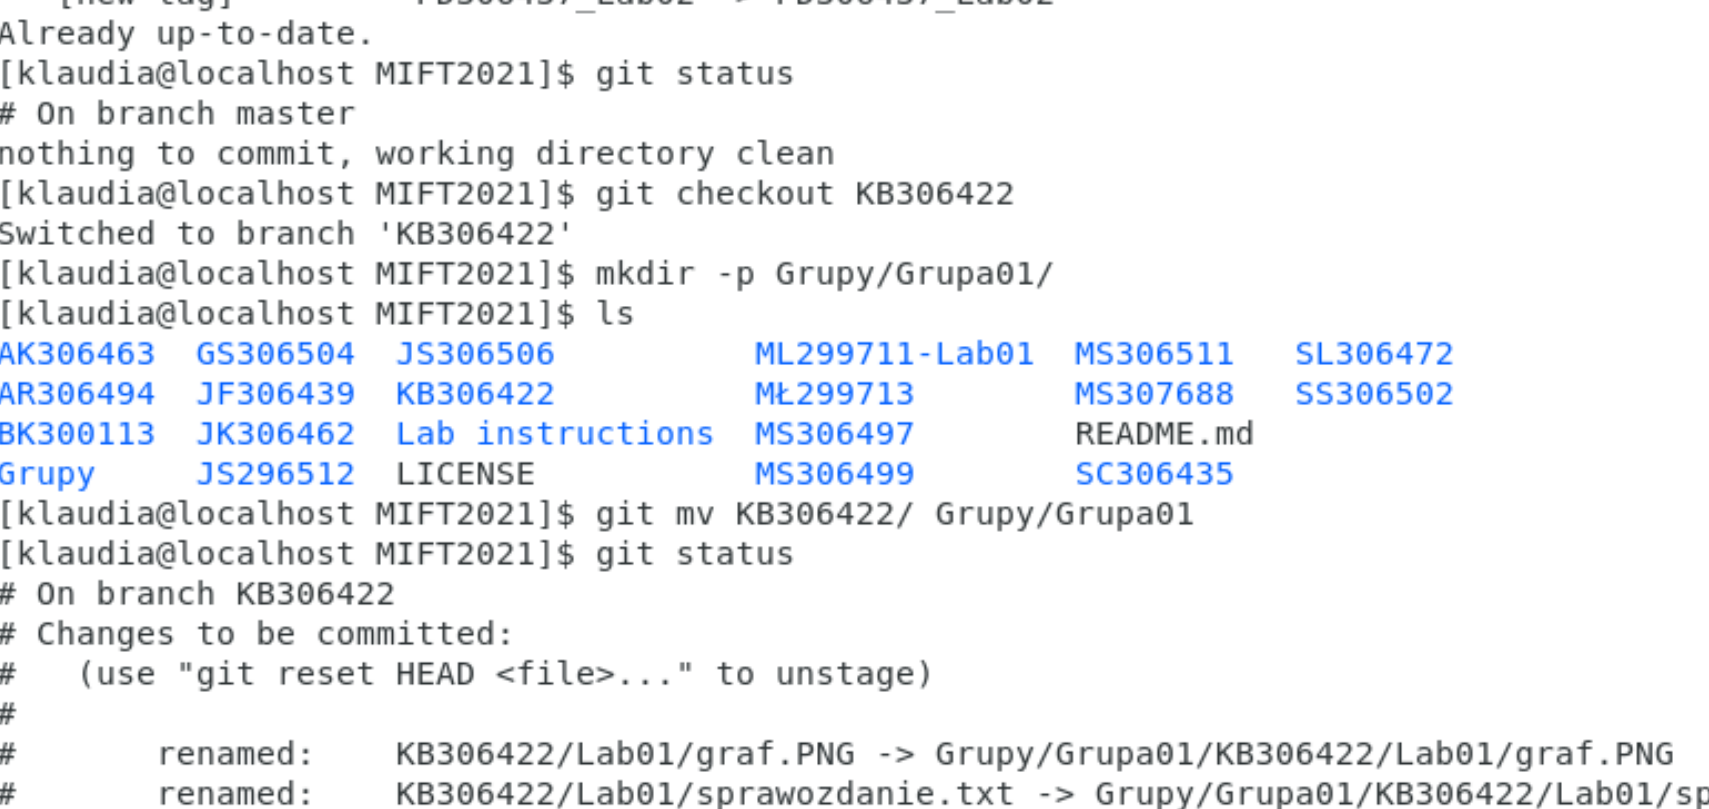 Already up-to-date.
[klaudia@localhost MIFT2021]$ git status
# On branch master
nothing to commit, working directory clean
[klaudia@localhost MIFT2021]$ git checkout KB306422
Switched to branch 'KB306422'
[klaudia@localhost MIFT2021]$ mkdir -p Grupy/Grupa01/
[klaudia@localhost MIFT2021]$ ls
AK306463  GS306504  JS306506          ML299711-Lab01  MS306511   SL306472
AR306494  JF306439  KB306422          MŁ299713        MS307688   SS306502
BK300113  JK306462  Lab instructions  MS306497        README.md
Grupy     JS296512  LICENSE           MS306499        SC306435
[klaudia@localhost MIFT2021]$ git mv KB306422/ Grupy/Grupa01
[klaudia@localhost MIFT2021]$ git status
# On branch KB306422
# Changes to be committed:
#   (use "git reset HEAD <file>..." to unstage)
#
#       renamed:    KB306422/Lab01/graf.PNG -> Grupy/Grupa01/KB306422/Lab01/graf.PNG
#       renamed:    KB306422/Lab01/sprawozdanie.txt -> Grupy/Grupa01/KB306422/Lab01/sp